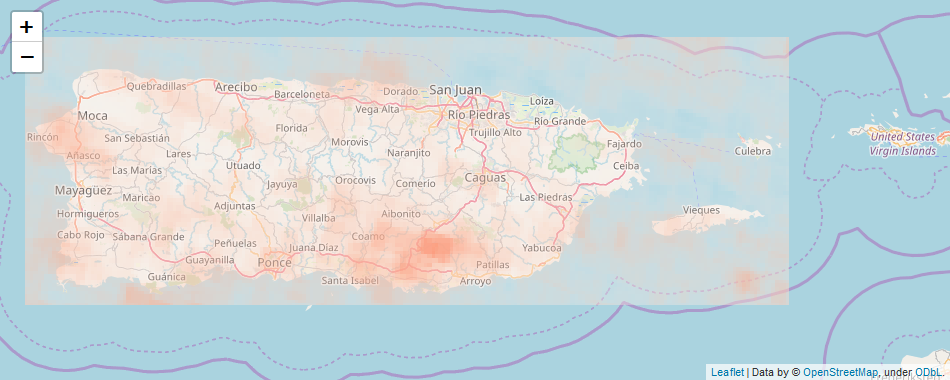 +
−
Quebradillas
Arecibo
Barceloneta
Dorado
San Juan
Loiza
Moca
Vega Alta
Río Piedras
Río Grande
Rincón
San Sebastián
Florida
Morovis
Trujillo Alto
Fajardo
United States
Virgin Islands
Añasco
Lares
Utuado
Naranjito
Culebra
Ceiba
Las Marías
Mayagüez
Maricao
Jayuya
Orocovis
Comerio
Caguas
Las Piedras
Hormigueros
Adjuntas
Villalba
Aibonito
Vieques
Cabo Rojo
Sabana Grande
Peñuelas
Juana Díaz
Coamo
Yabucoa
Guayanilla
Ponce
Patillas
Guánica
Santa Isabel
Arroyo
Leaflet | Data by © OpenStreetMap, under ODbL.